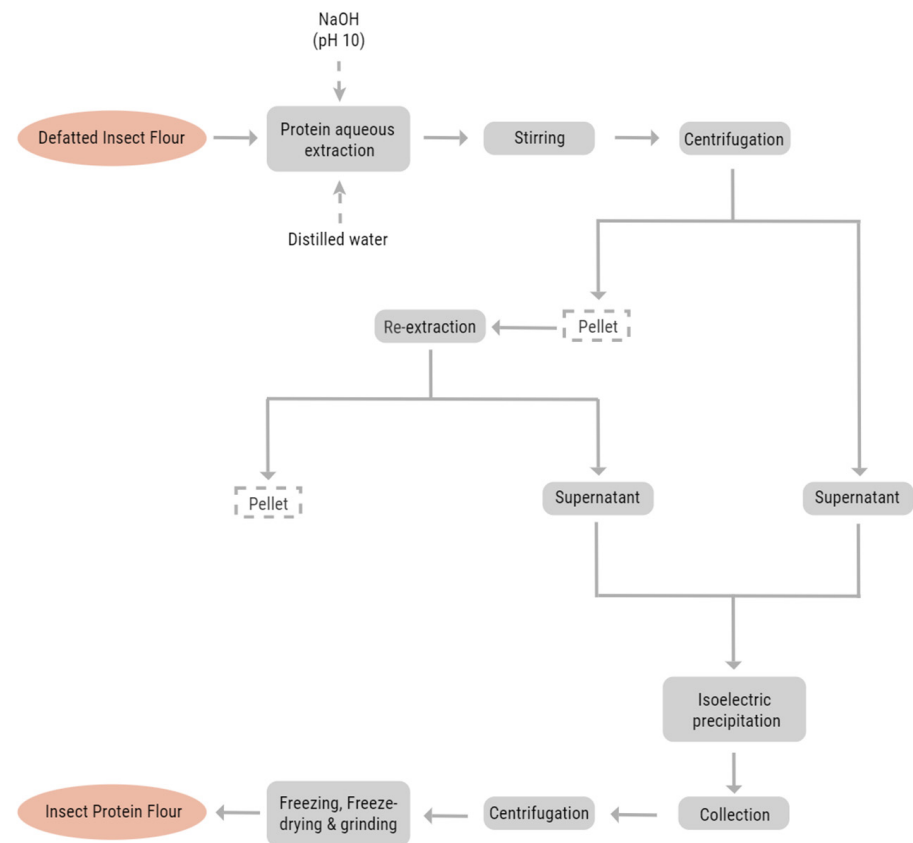 NaOH
(pH 10)
Defatted Insect Flour
Protein aqueous
extraction
Stirring
Centrifugation
Distilled water
Re-extraction
Pellet
Pellet
Supernatant
Supernatant
Isoelectric
precipitation
Insect Protein Flour
Freezing, Freeze-
drying & grinding
Centrifugation
Collection